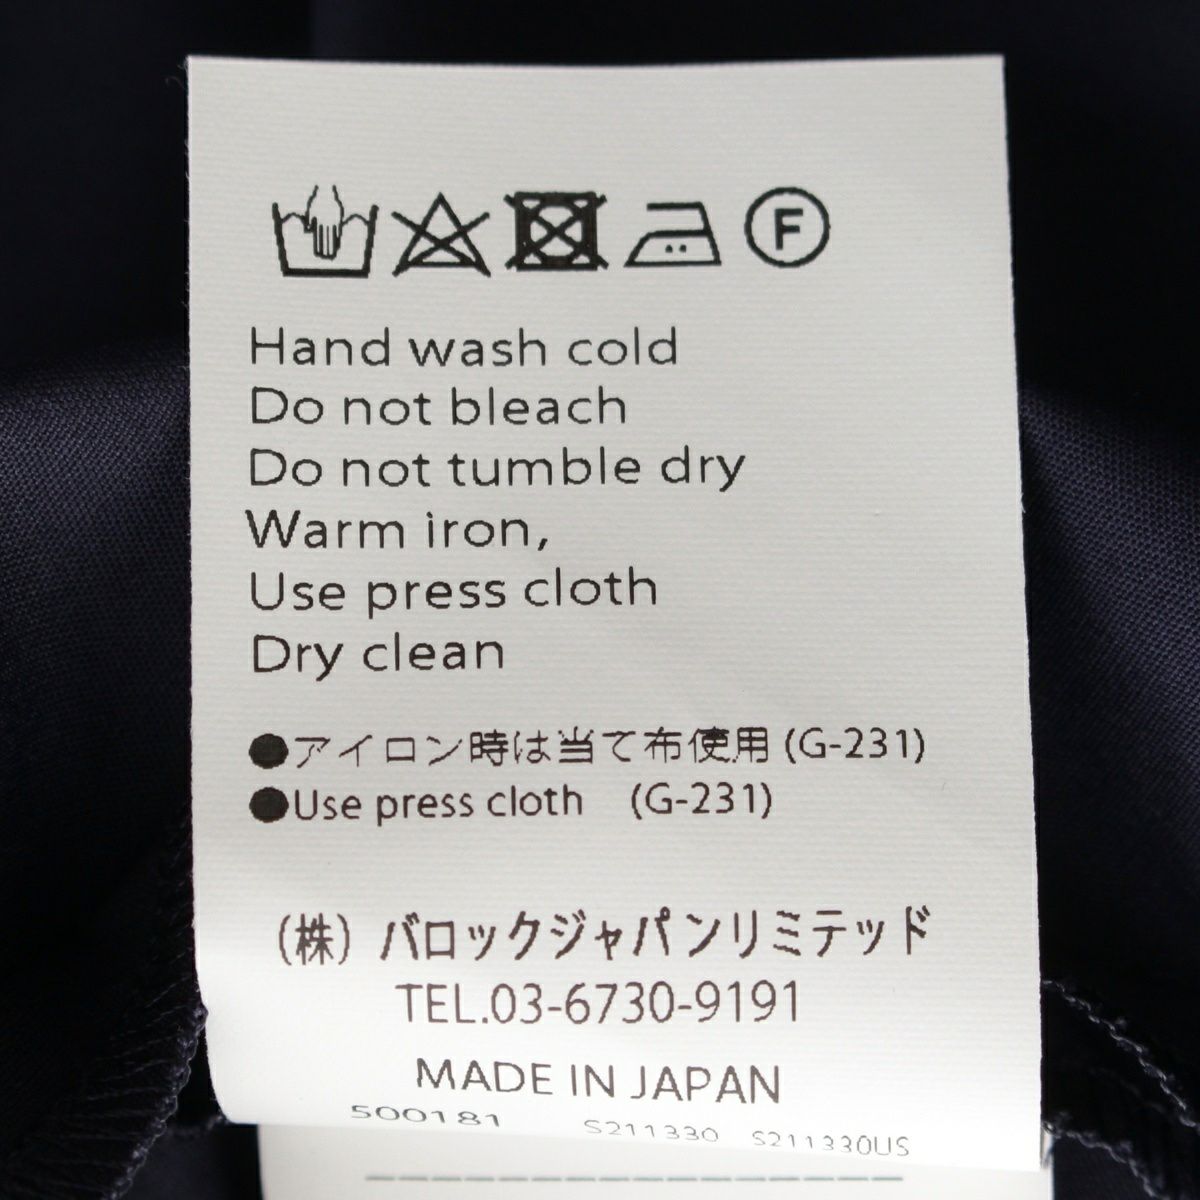 F
Hand wash cold
Do not bleach
Do not tumble dry
Warm iron,
Use press cloth
Dry clean
●アイロン時は当て布使用 (G-231)
●Use press cloth (G-231)
(株) バロックジャパンリミテッド
TEL.03-6730-9191
MADE IN JAPAN
500181 S211330 S211330US